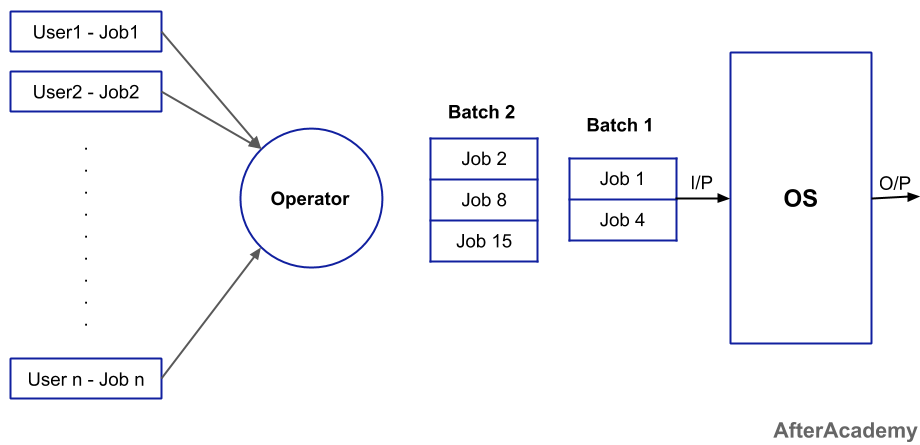 User1 - Job1
User2 - Job2
User n - Job n
Operator
Batch 2
Job 2
Job 8
Job 15
Batch 1
Job 1
Job 4
I/P
OS
O/P
AfterAcademy